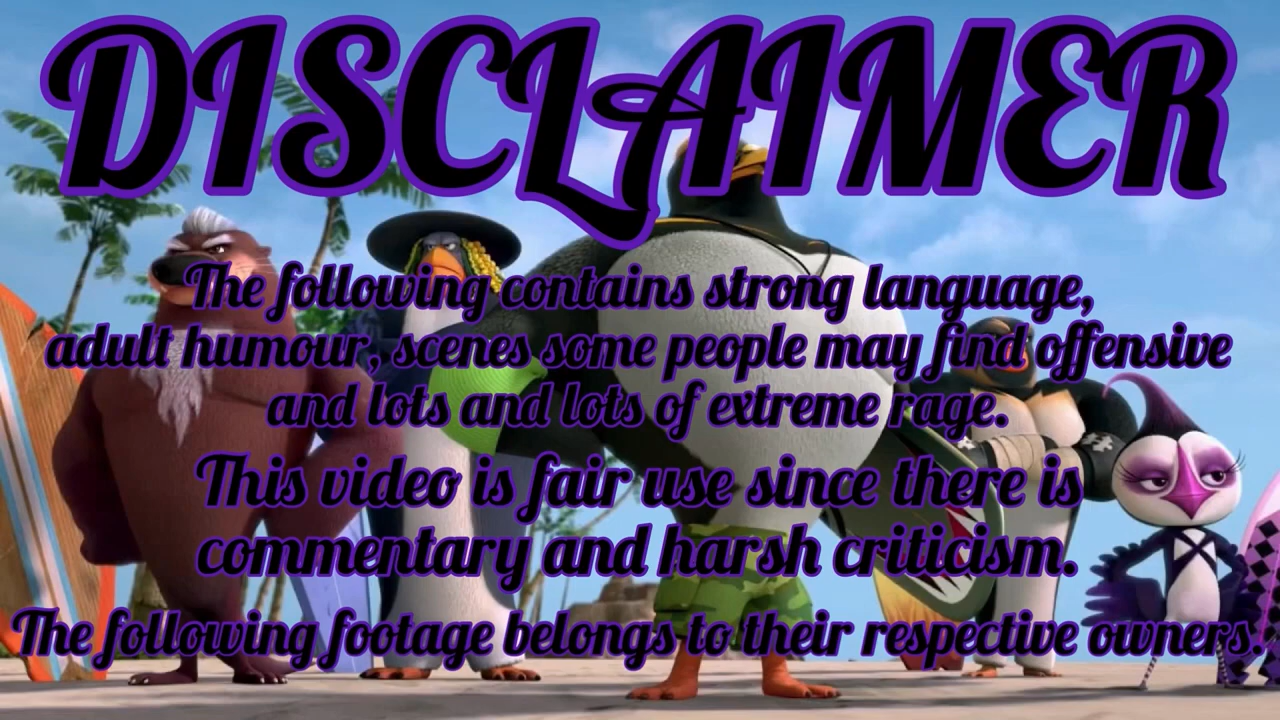 DISCLAIMER
The following contains strong language,
adult humour, scenes some people may find offensive
and lots and lots of extreme rage.
This video is fair use since there is
commentary and harsh criticism.
The following footage belongs to their respective owners.